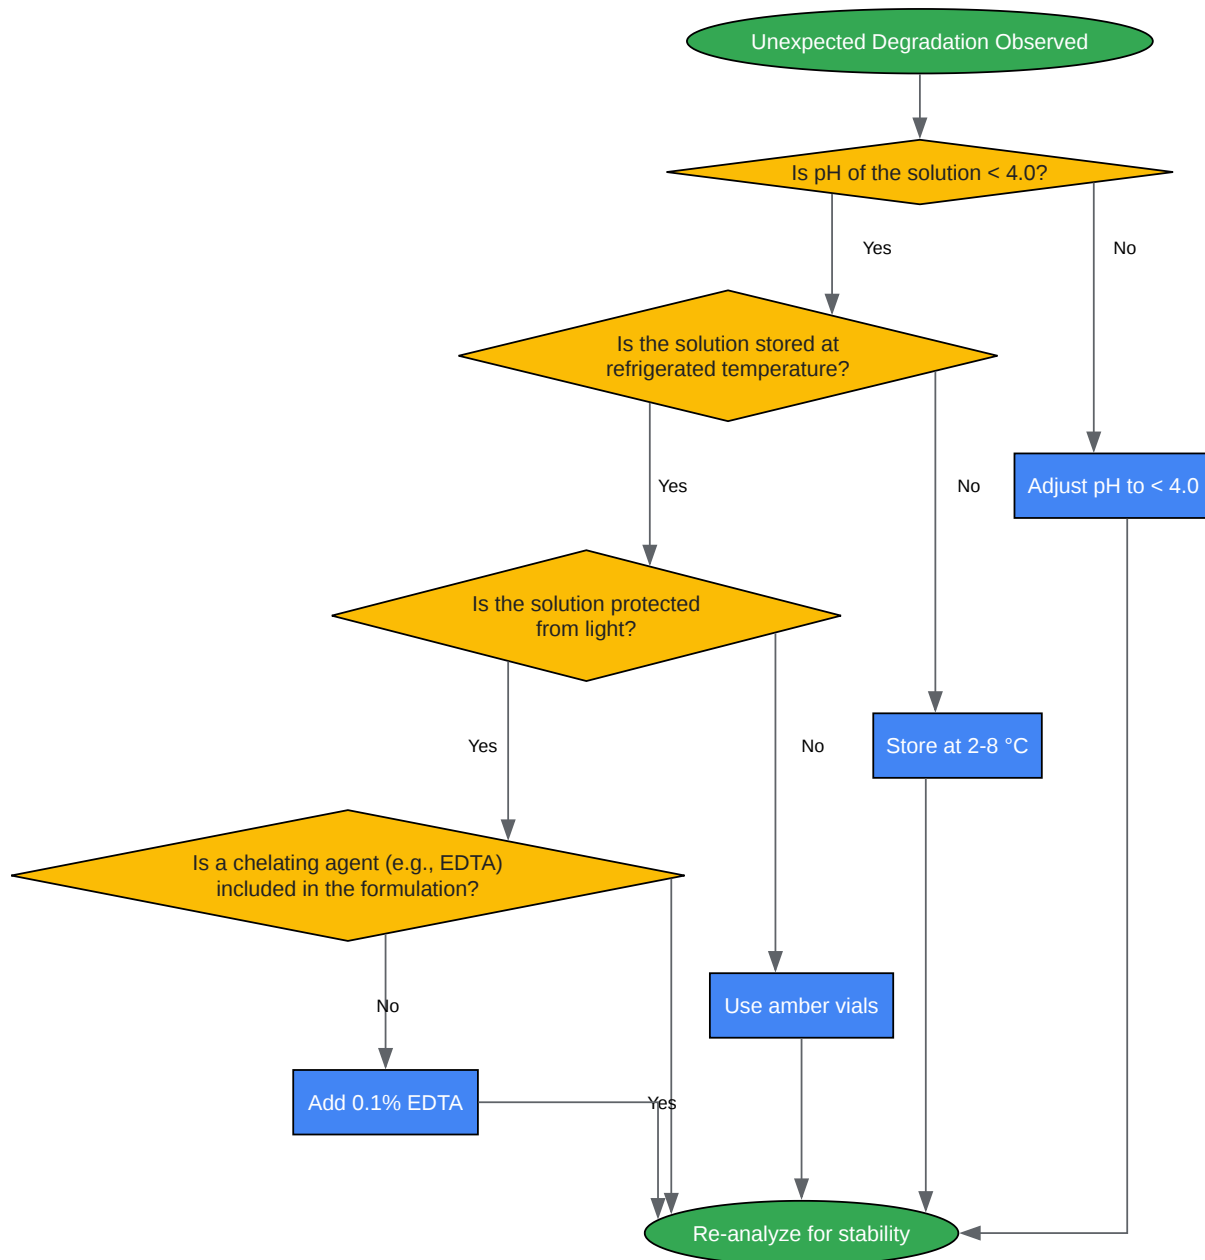 Unexpected Degradation Observed
Is pH of the solution < 4.0?
Yes
No
Is the solution stored at
refrigerated temperature?
Yes
No
Adjust pH to < 4.0
Is the solution protected
from light?
Yes
No
Store at 2-8 °C
Is a chelating agent (e.g., EDTA)
included in the formulation?
No
Use amber vials
Add 0.1% EDTA
Yes
Re-analyze for stability